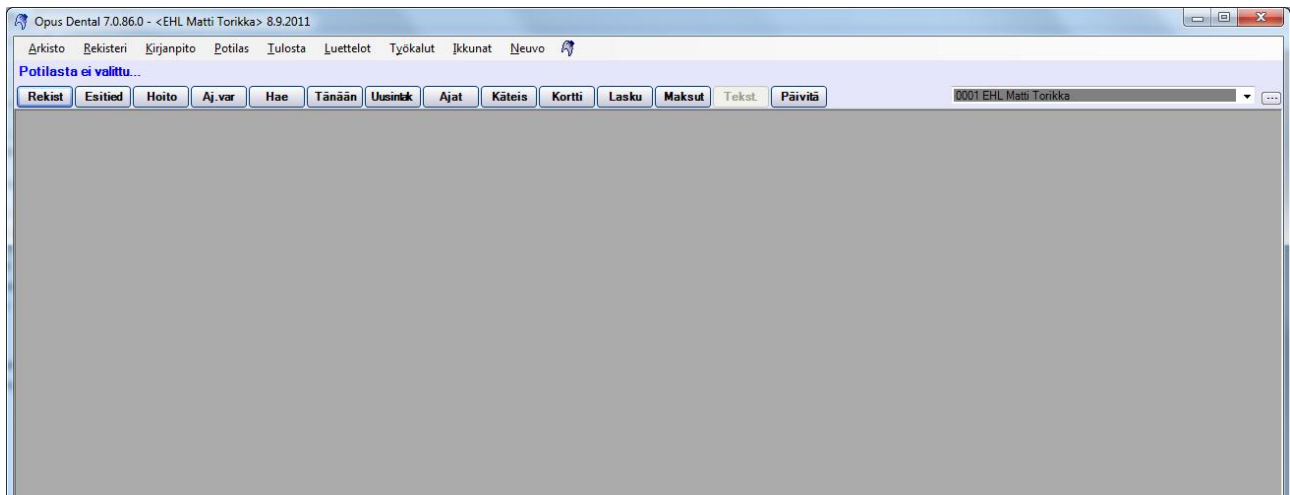 Opus Dental 7.0.86.0 - <EHL Matti Torikka> 8.9.2011
Arkisto Rekisteri Kirjanpito Potilas Tulosta Luettelot Työkalut Ikkunat Neuvo
Potilasta ei valittu...
Rekist Esitied Hoito Aj.var Hae Tänään Uusintak Ajat Käteis Kortti Lasku Maksut Tekst. Päivitä 0001 EHL Matti Torikka ...